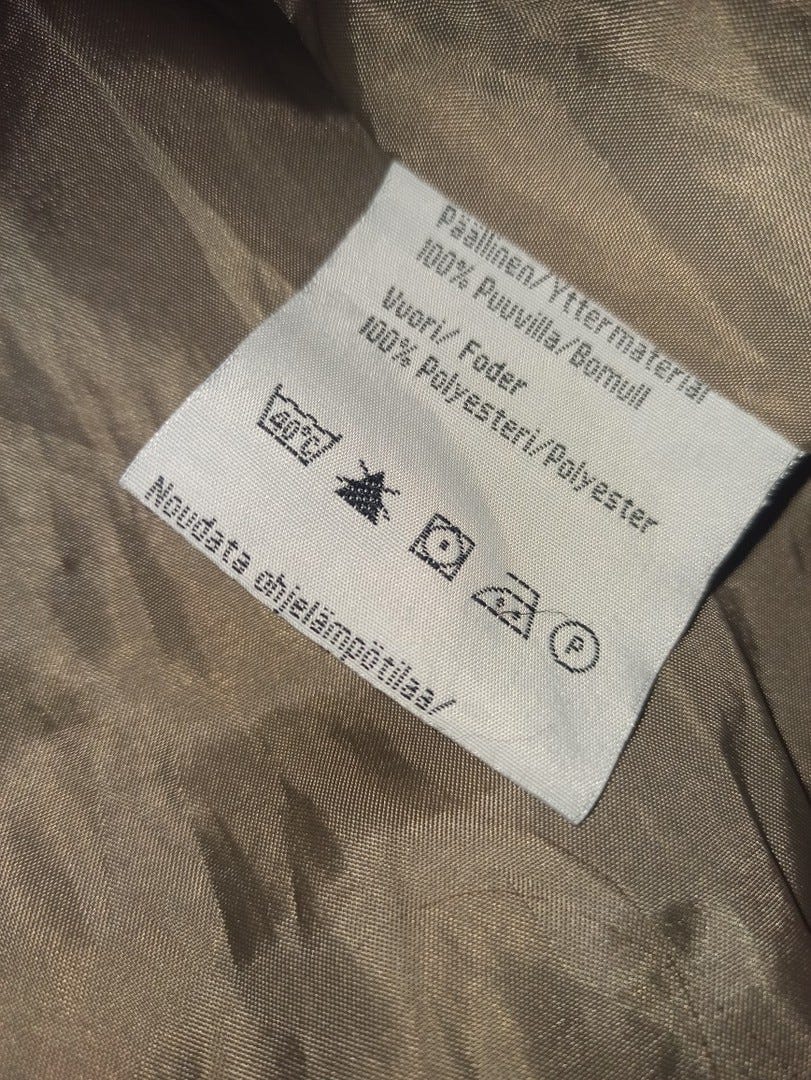 Päällinen/Yttermaterial
100% Puuvilla/Bomull
Vuori/ Foder
100% Polyesteri/Polyester
40°C
P
Noudata ohjelämpötilaa/